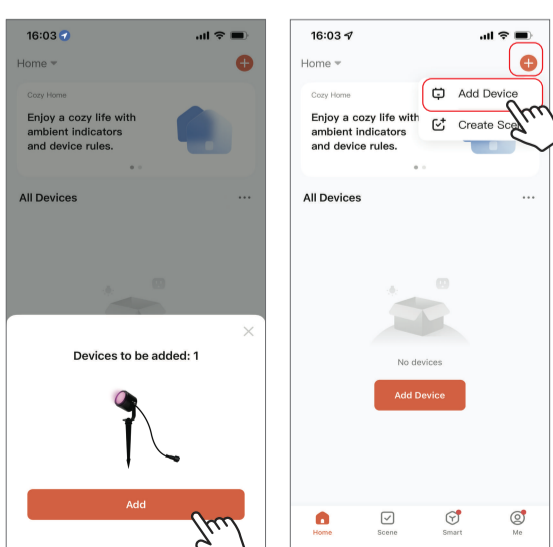 16:03
Home
Cozy Home
Enjoy a cozy life with
ambient indicators
and device rules.
All Devices
Devices to be added: 1
Add
16:03
Home
Add Device
Create Sce
Cozy Home
Enjoy a cozy life with
ambient indicators
and device rules.
All Devices
No devices
Add Device
Home
Scene
Smart
Me